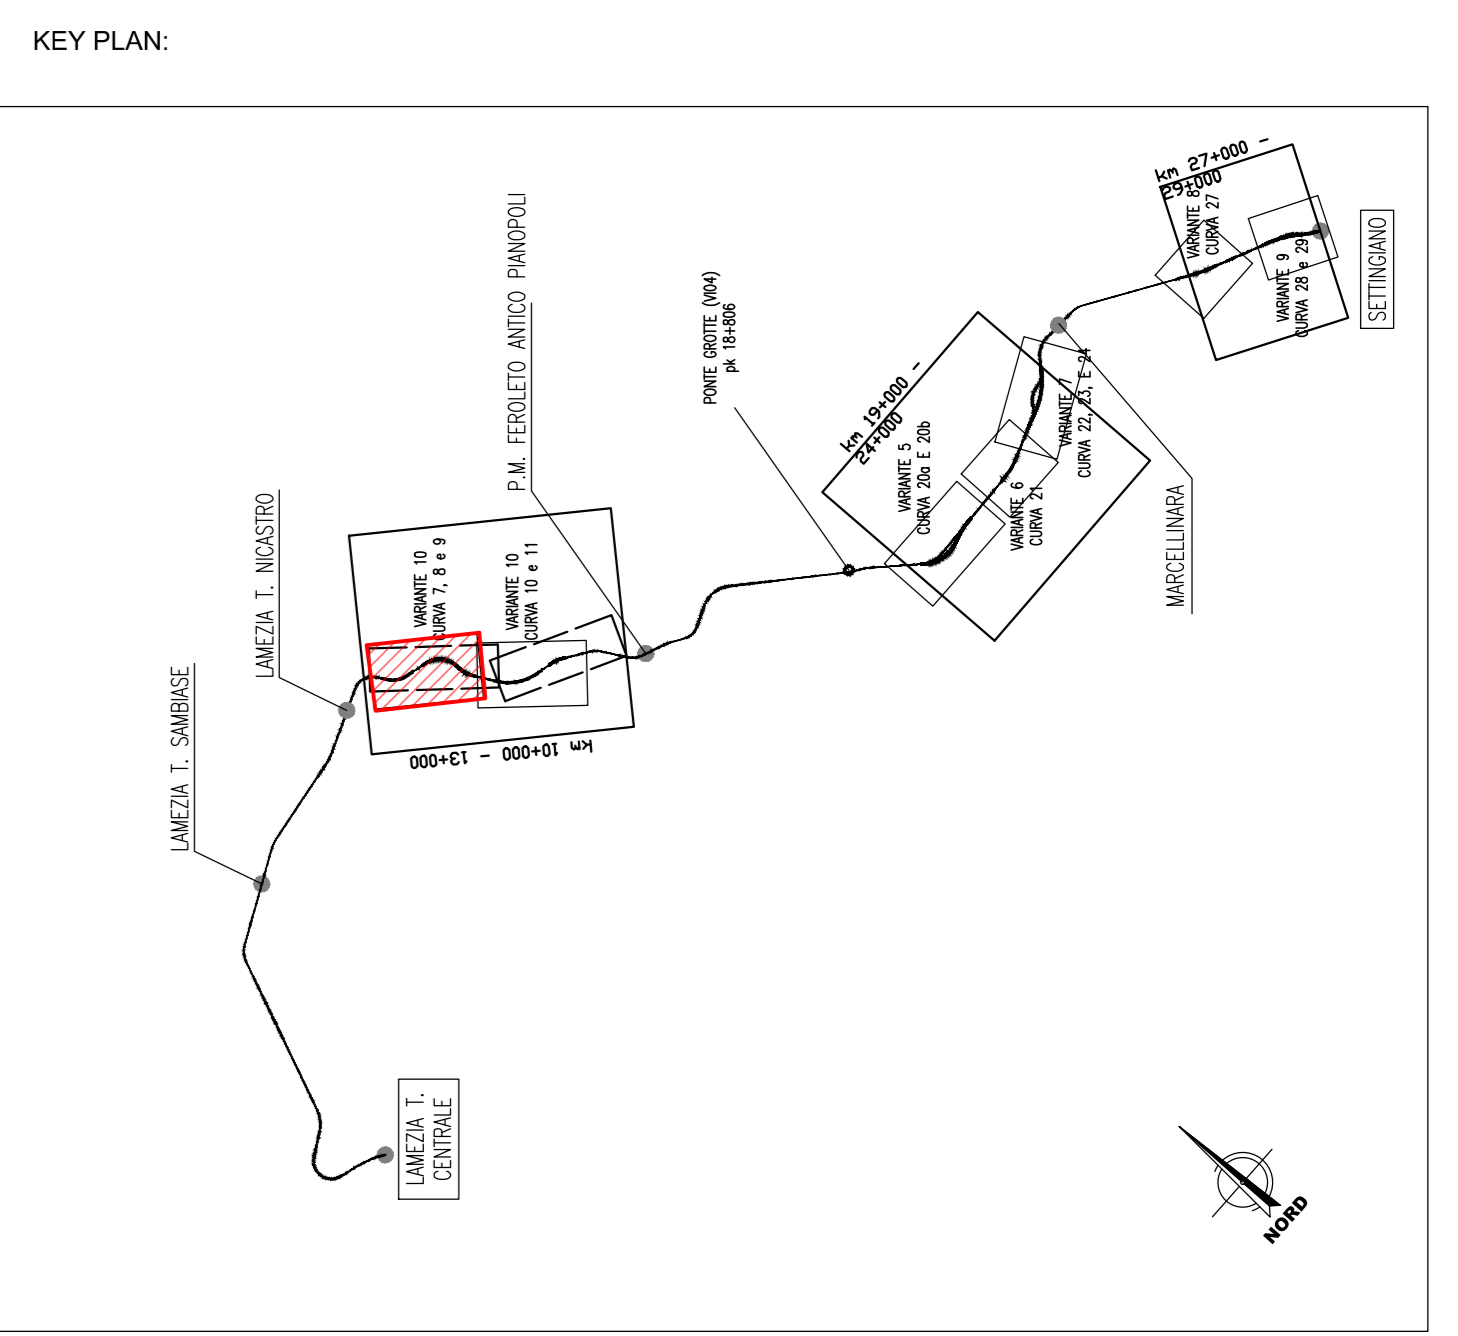 KEY PLAN:
km 27+000 -
29+000
VARIANTE 8
CURVA 27
VARIANTE 9
CURVA 28 e 29
SETTINGIANO
P.M. FEROLETO ANTICO PIANOPOLI
PONTE GROTTE (VI04)
pk 18+806
km 19+000 -
24+000
VARIANTE 5
CURVA 20a E 20b
VARIANTE 6
CURVA 21
VARIANTE 7
CURVA 22, 23, E 24
MARCELLINARA
LAMEZIA T. NICASTRO
VARIANTE 10
CURVA 7, 8 e 9
VARIANTE 10
CURVA 10 e 11
km 10+000 - 13+000
LAMEZIA T. SAMBIASE
LAMEZIA T.
CENTRALE
NORD